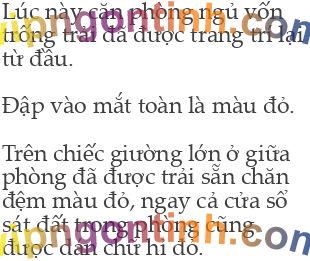 Lúc này căn phòng ngủ vốn
trống trải đã được trang trí lại
từ đầu.
Đập vào mắt toàn là màu đỏ.
Trên chiếc giường lớn ở giữa
phòng đã được trải sẵn chăn
đệm màu đỏ, ngay cả cửa sổ
sát đất trong phòng cũng
được dán chữ hỉ đỏ.